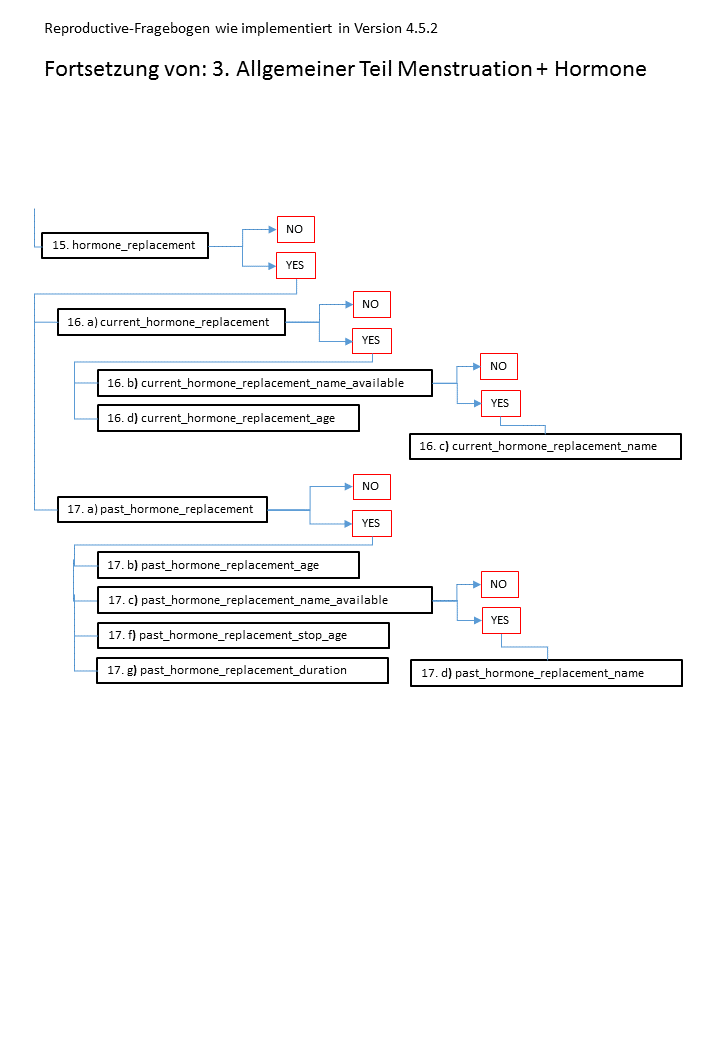 Reproductive-Fragebogen wie implementiert in Version 4.5.2
Fortsetzung von: 3. Allgemeiner Teil Menstruation + Hormone
NO
15. hormone_replacement
YES
NO
16. a) current_hormone_replacement
YES
NO
16. b) current_hormone_replacement_name_available
YES
16. d) current_hormone_replacement_age
16. c) current_hormone_replacement_name
NO
17. a) past_hormone_replacement
YES
17. b) past_hormone_replacement_age
NO
17. c) past_hormone_replacement_name_available
YES
17. f) past_hormone_replacement_stop_age
17. g) past_hormone_replacement_duration
17. d) past_hormone_replacement_name